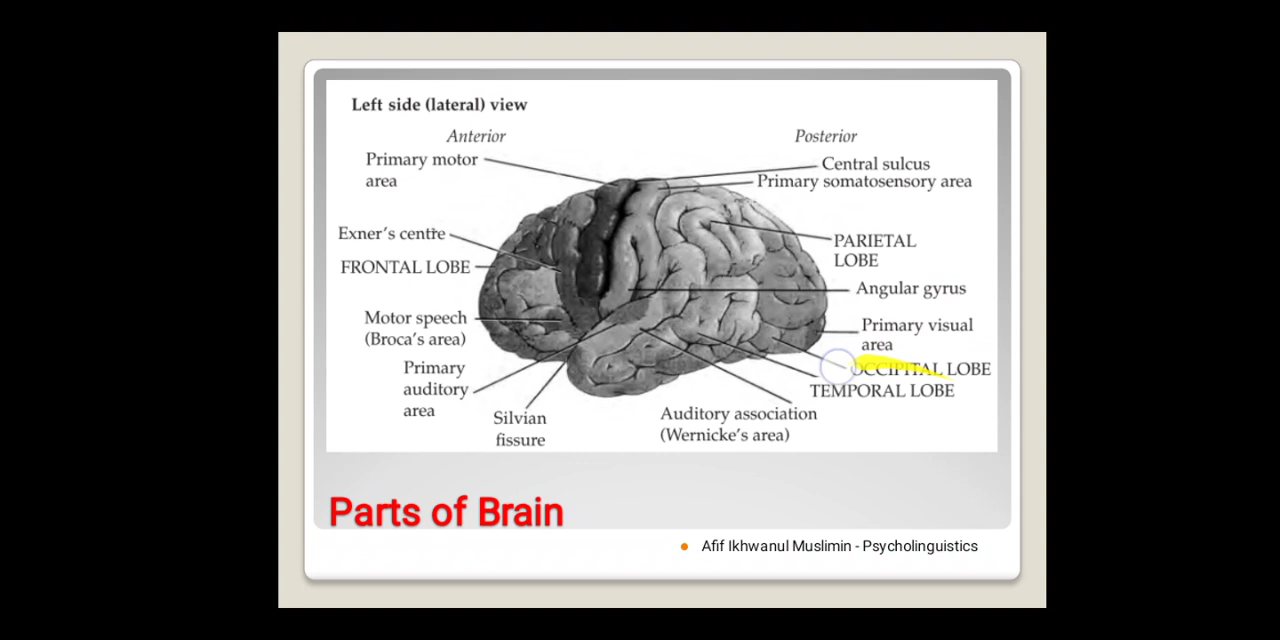 Left side (lateral) view
Anterior
Posterior
Primary motor
area
Central sulcus
Primary somatosensory area
Exner's centre
FRONTAL LOBE
PARIETAL
LOBE
Angular gyrus
Motor speech
(Broca's area)
Primary visual
area
Primary
auditory
area
OCCIPITAL LOBE
TEMPORAL LOBE
Silvian
fissure
Auditory association
(Wernicke's area)
Parts of Brain
Afif Ikhwanul Muslimin - Psycholinguistics